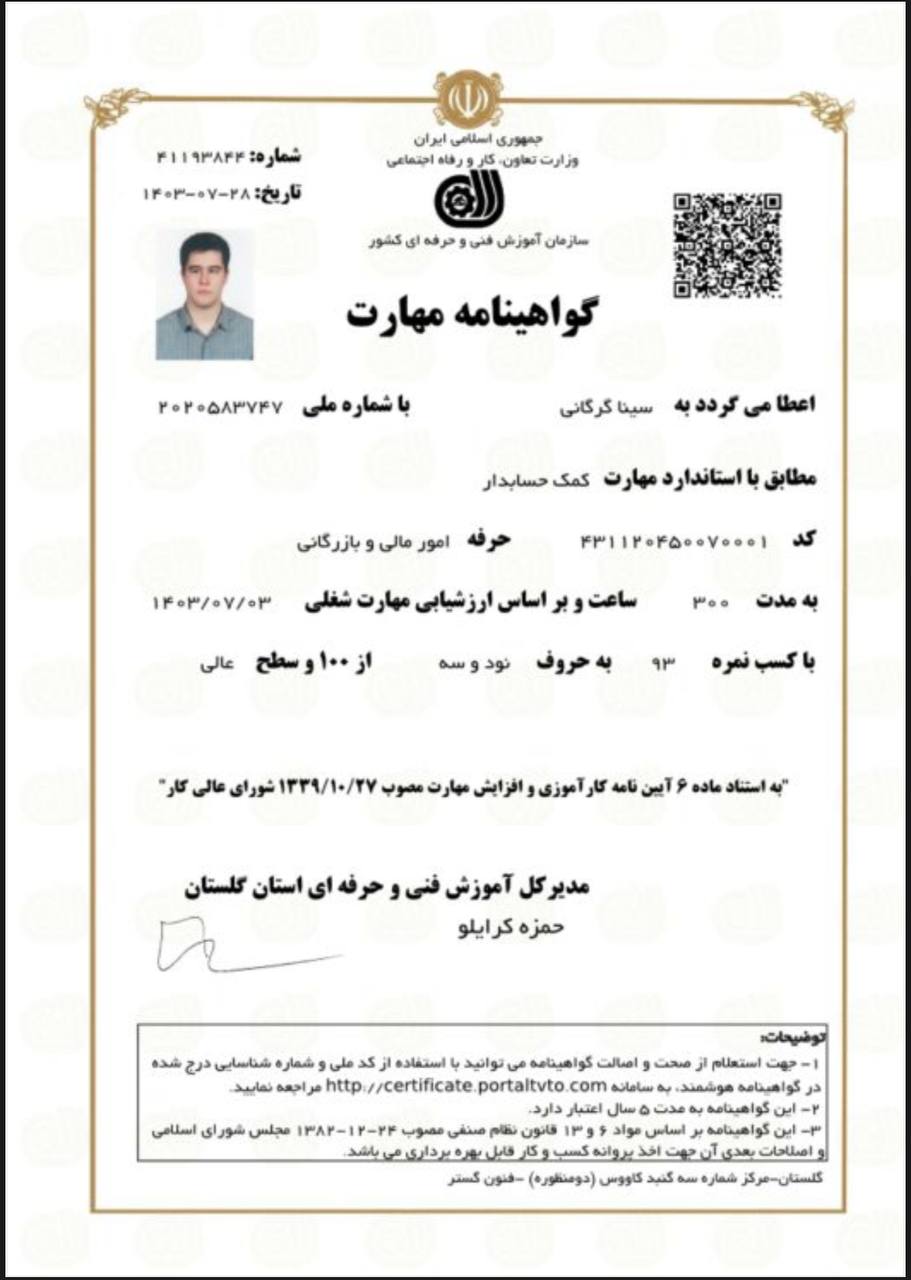 جمهوری اسلامی ایران
وزارت تعاون، کار و رفاه اجتماعی
شماره: ۴۱۱۹۳۸۴۴
تاریخ: ۱۴۰۳-۰۷-۲۸
سازمان آموزش فنی و حرفه ای کشور
گواهینامه مهارت
اعطا می گردد به سینا گرگانی با شماره ملی ۲۰۲۰۵۸۳۷۴۷
مطابق با استاندارد مهارت کمک حسابدار
کد ۴۳۱۱۲۰۴۵۰۰۷۰۰۰۱ حرفه امور مالی و بازرگانی
به مدت ۳۰۰ ساعت و بر اساس ارزشیابی مهارت شغلی ۱۴۰۳/۰۷/۰۳
با کسب نمره ۹۳ به حروف نود و سه از ۱۰۰ و سطح عالی
"به استناد ماده ۶ آیین نامه کارآموزی و افزایش مهارت مصوب ۱۳۳۹/۱۰/۲۷ شورای عالی کار"
مدیرکل آموزش فنی و حرفه ای استان گلستان
حمزه کرایلو
توضیحات:
۱- جهت استعلام از صحت و اصالت گواهینامه می توانید با استفاده از کد ملی و شماره شناسایی درج شده
در گواهینامه هوشمند، به سامانه http://certificate.portaltvto.com مراجعه نمایید.
۲- این گواهینامه به مدت ۵ سال اعتبار دارد.
۳- این گواهینامه بر اساس مواد ۶ و ۱۳ قانون نظام صنفی مصوب ۲۴-۱۲-۱۳۸۲ مجلس شورای اسلامی
و اصلاحات بعدی آن جهت اخذ پروانه کسب و کار قابل بهره برداری می باشد.
گلستان-مرکز شماره سه گنبد کاووس (دومنظوره) -فنون گستر